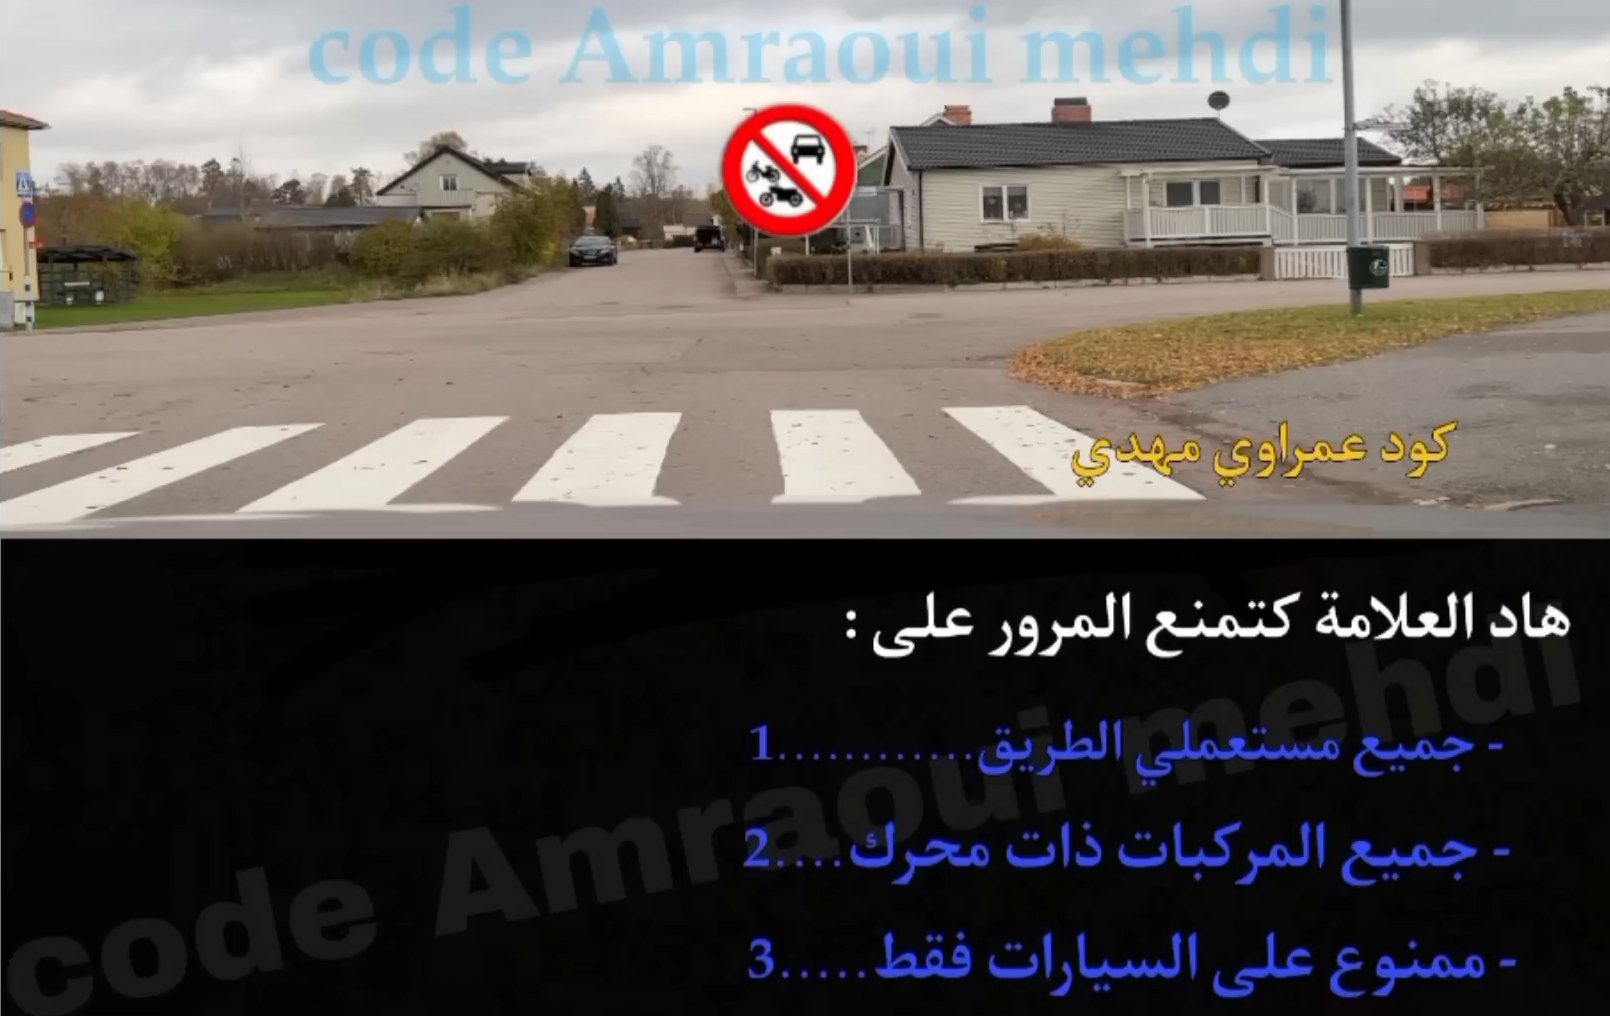 code Amraoui mehdi
كود عمراوي مهدي
هاد العلامة كتمنع المرور على :
- جميع مستعملي الطريق............1
- جميع المركبات ذات محرك....2
- ممنوع على السيارات فقط.....3
code Amraoui mehdi